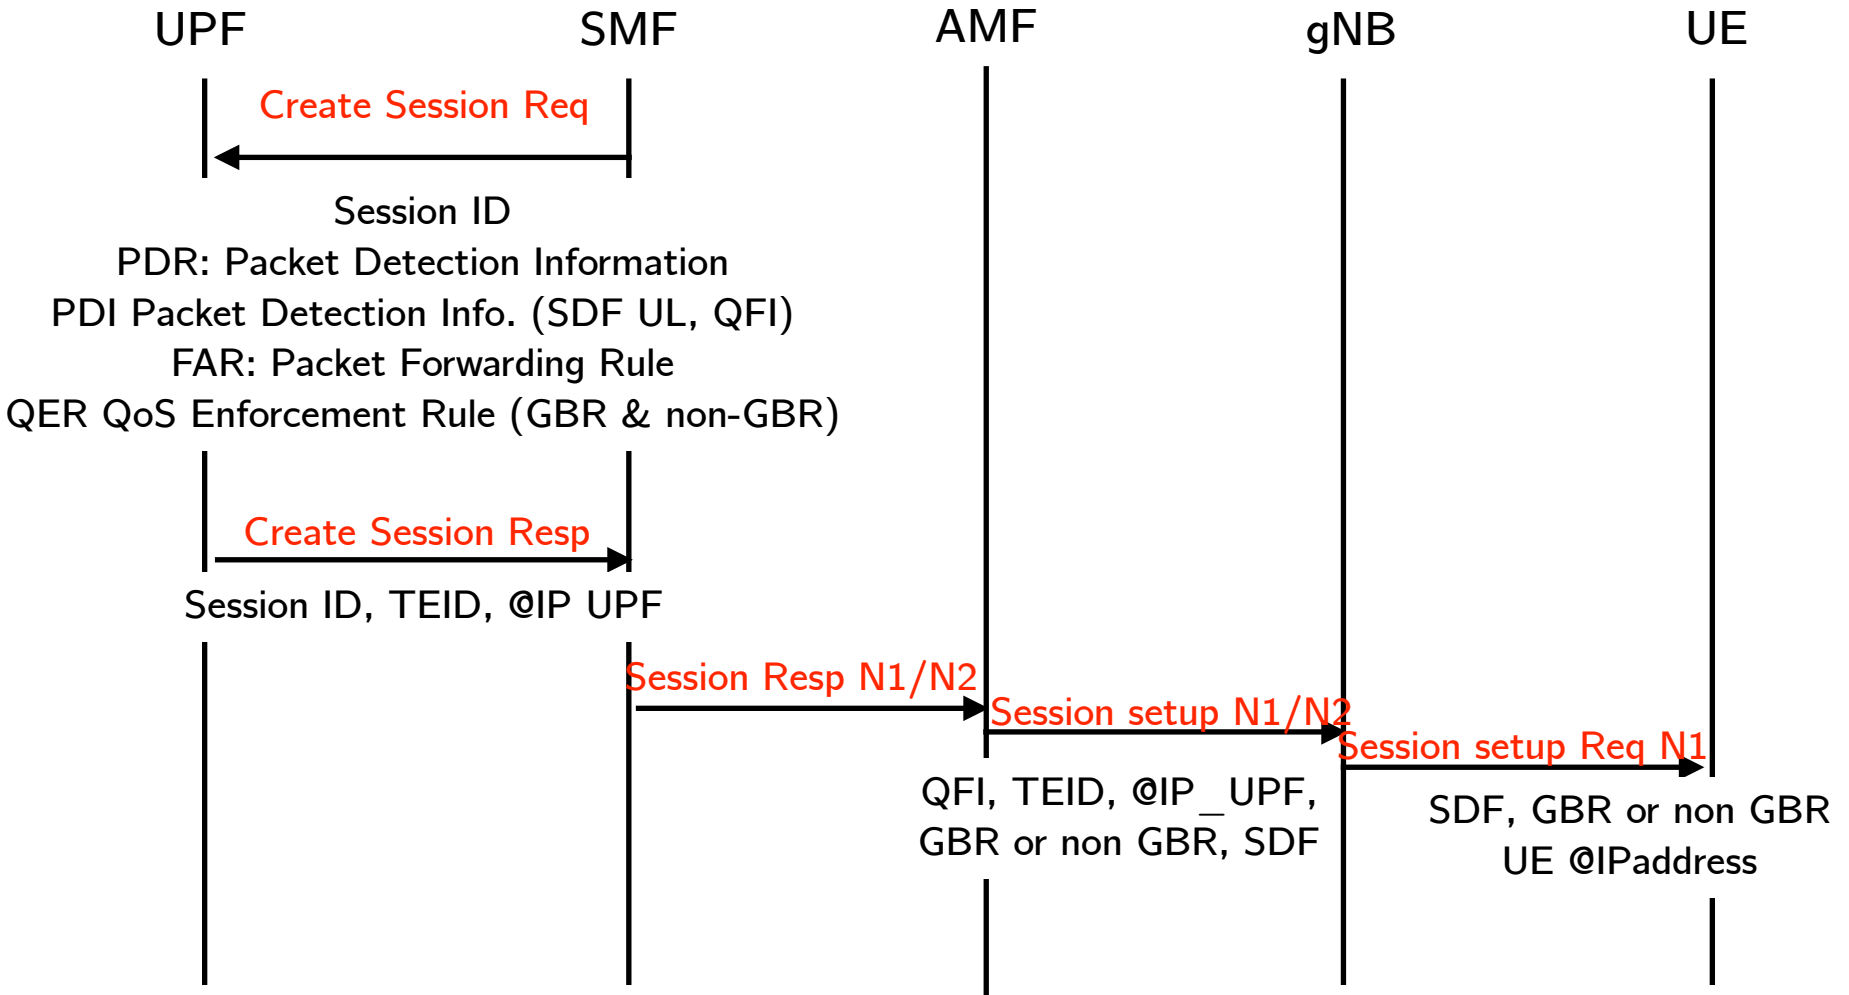 UPF SMF AMF gNB UE
Create Session Req
Session ID
PDR: Packet Detection Information
PDI Packet Detection Info. (SDF UL, QFI)
FAR: Packet Forwarding Rule
QER QoS Enforcement Rule (GBR & non-GBR)
Create Session Resp
Session ID, TEID, @IP UPF
Session Resp N1/N2
Session setup N1/N2
Session setup Req N1
QFI, TEID, @IP_UPF,
GBR or non GBR, SDF
SDF, GBR or non GBR
UE @IPaddress